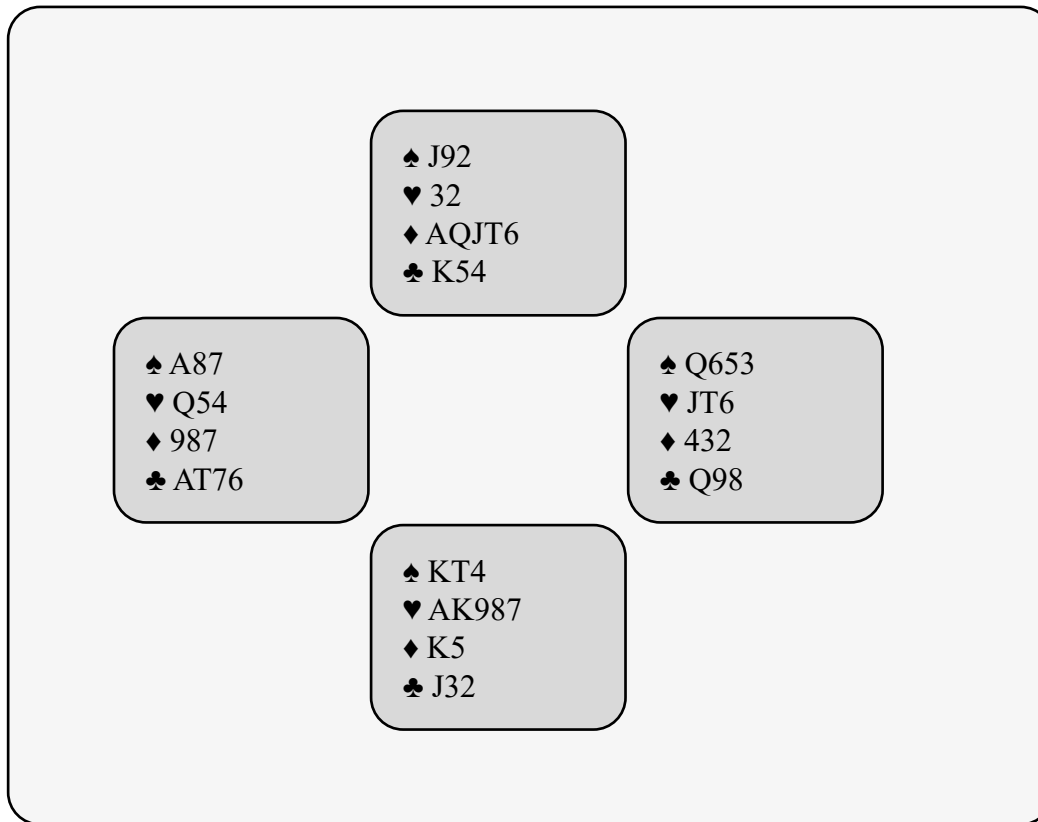 ♠ J92
♥ 32
♦ AQJT6
♣ K54
♠ A87
♥ Q54
♦ 987
♣ AT76
♠ Q653
♥ JT6
♦ 432
♣ Q98
♠ KT4
♥ AK987
♦ K5
♣ J32